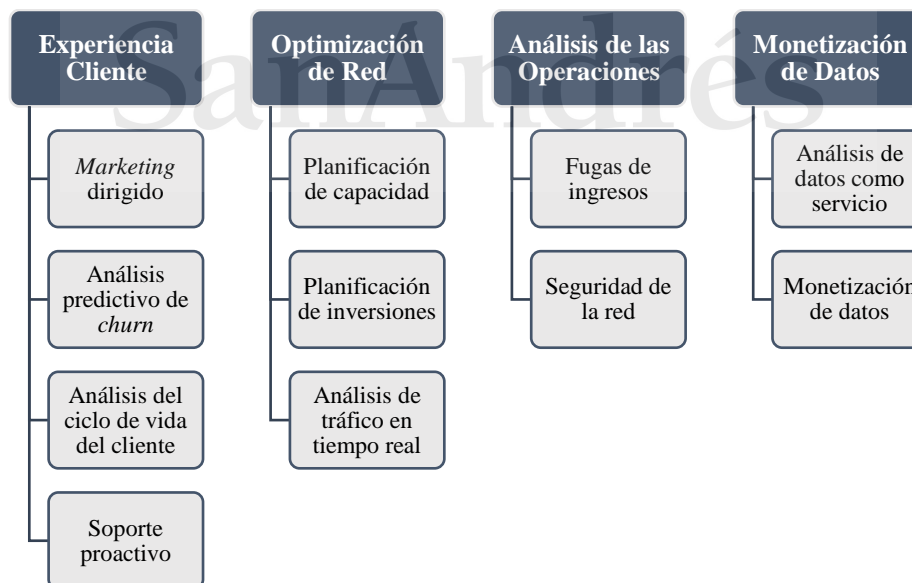 SanAndrés
Experiencia
Cliente
Marketing
dirigido
Análisis
predictivo de
churn
Análisis del
ciclo de vida
del cliente
Soporte
proactivo
Optimización
de Red
Planificación
de capacidad
Planificación
de inversiones
Análisis de
tráfico en
tiempo real
Análisis de las
Operaciones
Fugas de
ingresos
Seguridad de
la red
Monetización
de Datos
Análisis de
datos como
servicio
Monetización
de datos